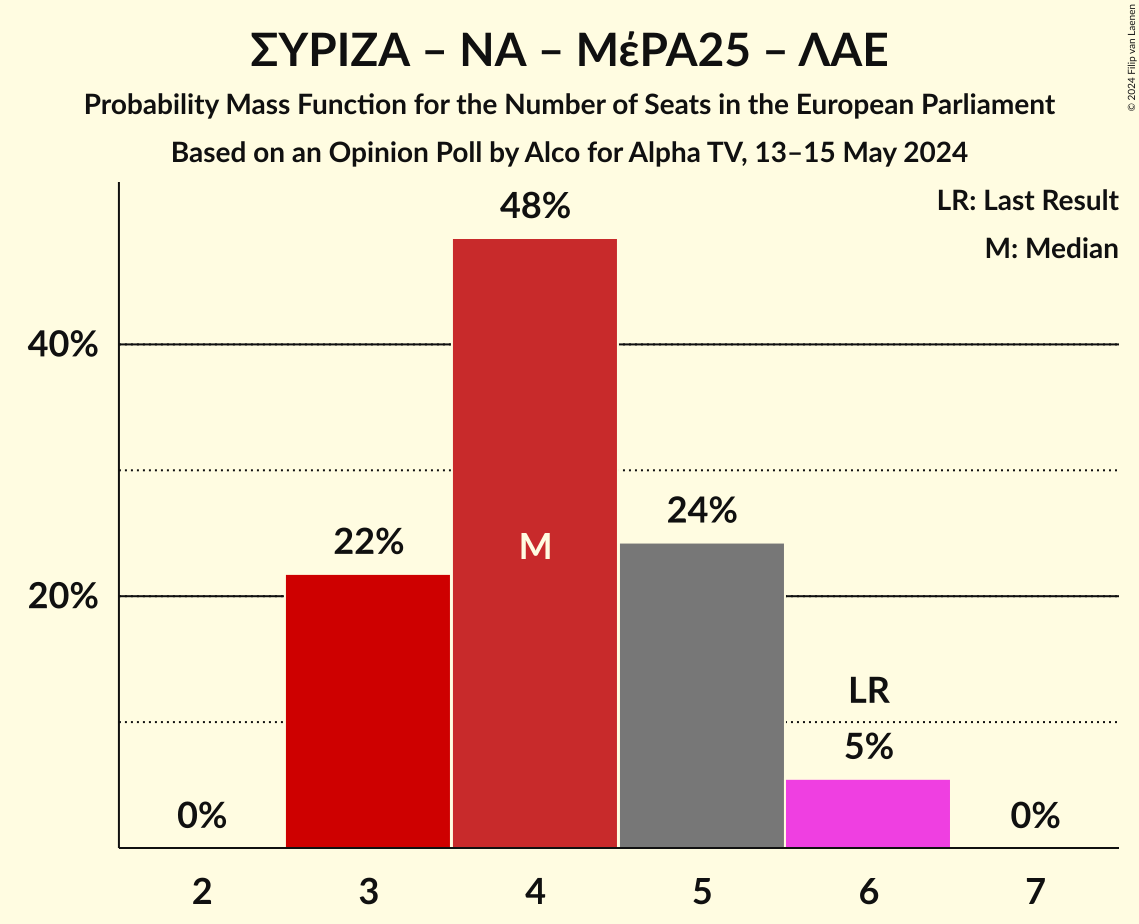 ΣΥΡΙΖΑ – ΝΑ – ΜέΡΑ25 – ΛΑΕ
Probability Mass Function for the Number of Seats in the European Parliament
Based on an Opinion Poll by Alco for Alpha TV, 13–15 May 2024
© 2024 Filip van Laenen
LR: Last Result
M: Median
48%
40%
24%
22%
M
20%
LR
5%
0%
0%
2 3 4 5 6 7